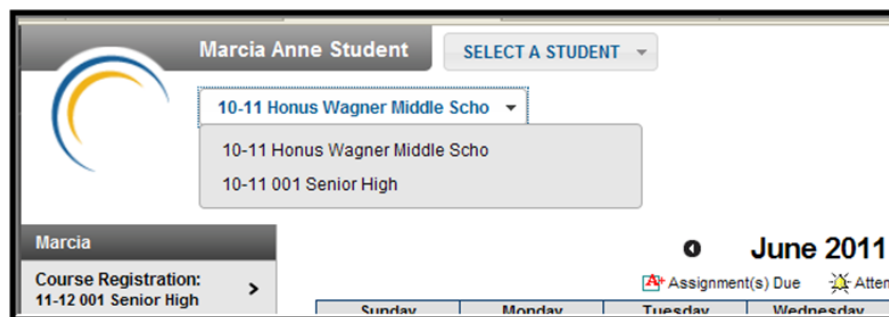 Marcia Anne Student SELECT A STUDENT
10-11 Honus Wagner Middle Scho
10-11 Honus Wagner Middle Scho
10-11 001 Senior High
Marcia
June 2011
Course Registration:
11-12 001 Senior High
A+ Assignment(s) Due Atten
Sunday Monday Tuesday Wednesday